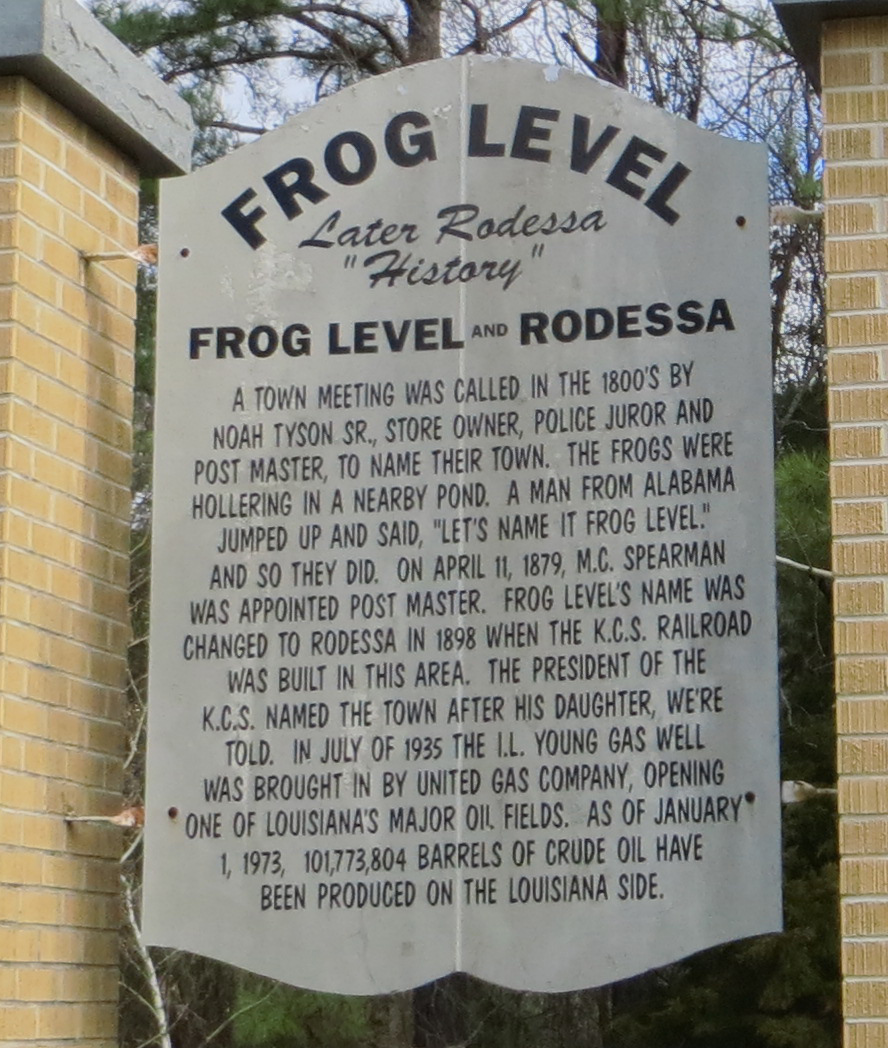 FROG LEVEL
Later Rodessa
"History"
FROG LEVEL AND RODESSA
A TOWN MEETING WAS CALLED IN THE 1800'S BY
NOAH TYSON SR., STORE OWNER, POLICE JUROR AND
POST MASTER, TO NAME THEIR TOWN. THE FROGS WERE
HOLLERING IN A NEARBY POND. A MAN FROM ALABAMA
JUMPED UP AND SAID, "LET'S NAME IT FROG LEVEL."
AND SO THEY DID. ON APRIL 11, 1879, M.C. SPEARMAN
WAS APPOINTED POST MASTER. FROG LEVEL'S NAME WAS
CHANGED TO RODESSA IN 1898 WHEN THE K.C.S. RAILROAD
WAS BUILT IN THIS AREA. THE PRESIDENT OF THE
K.C.S. NAMED THE TOWN AFTER HIS DAUGHTER, WE'RE
TOLD. IN JULY OF 1935 THE I.L. YOUNG GAS WELL
WAS BROUGHT IN BY UNITED GAS COMPANY, OPENING
ONE OF LOUISIANA'S MAJOR OIL FIELDS. AS OF JANUARY
1, 1973, 101,773,804 BARRELS OF CRUDE OIL HAVE
BEEN PRODUCED ON THE LOUISIANA SIDE.